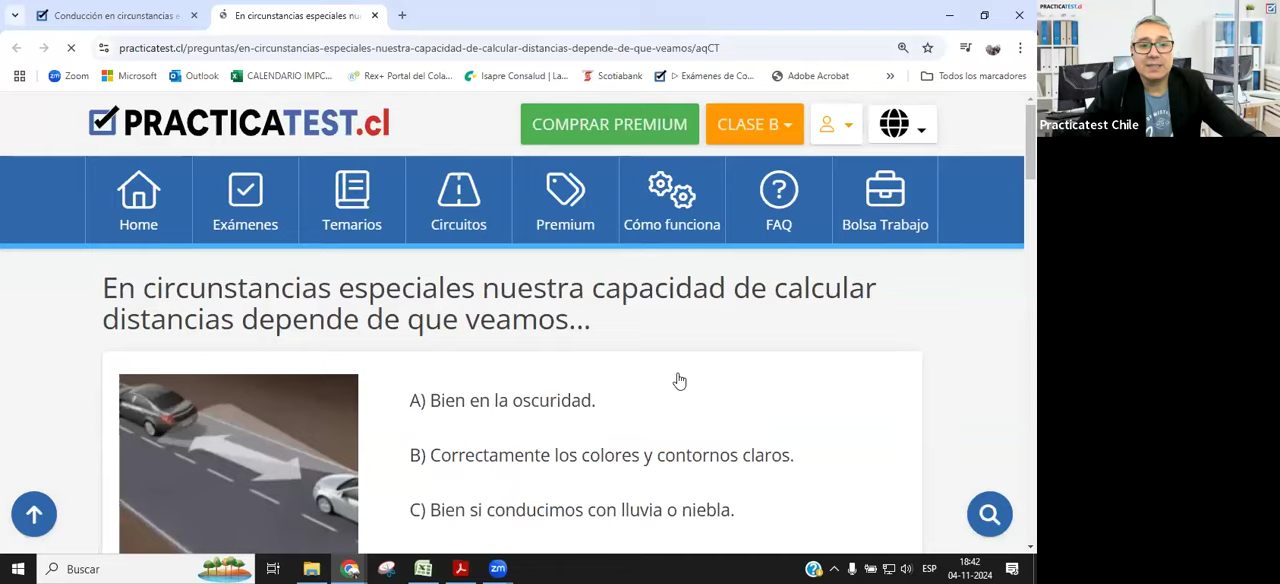 Conducción en circunstancias e
En circunstancias especiales nu
practicatest.cl/preguntas/en-circunstancias-especiales-nuestra-capacidad-de-calcular-distancias-depende-de-que-veamos/aqCT
Zoom
Microsoft
Outlook
CALENDARIO IMPC...
Rex+ Portal del Cola...
Isapre Consalud | La...
Scotiabank
Exámenes de Co...
Adobe Acrobat
»
Todos los marcadores
PRACTICATEST.cl
COMPRAR PREMIUM
CLASE B
Home
Exámenes
Temarios
Circuitos
Premium
Cómo funciona
FAQ
Bolsa Trabajo
En circunstancias especiales nuestra capacidad de calcular
distancias depende de que veamos...
A) Bien en la oscuridad.
B) Correctamente los colores y contornos claros.
C) Bien si conducimos con lluvia o niebla.
PRACTICATEST.cl
Practicatest Chile
Buscar
ESP
18:42
04-11-2024